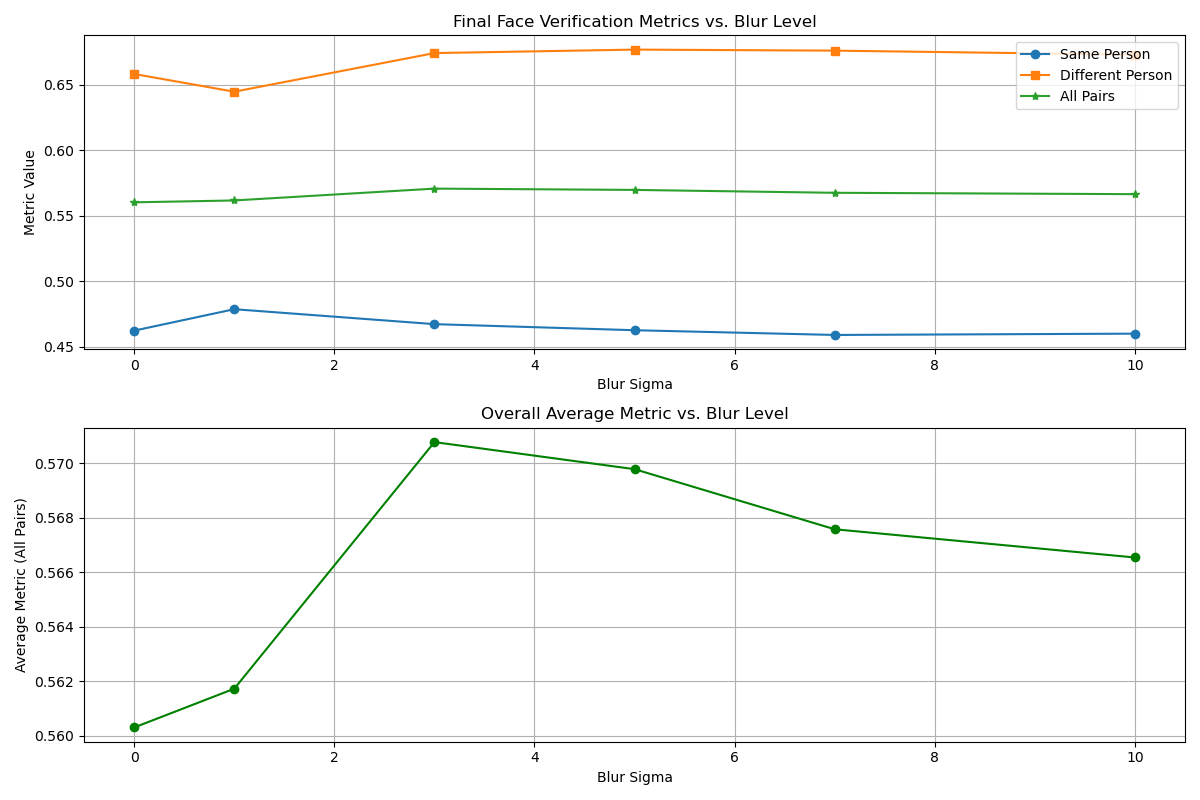 Final Face Verification Metrics vs. Blur Level
Metric Value
0.65
0.60
0.55
0.50
0.45
Same Person
Different Person
All Pairs
0 2 4 6 8 10
Blur Sigma
Overall Average Metric vs. Blur Level
Average Metric (All Pairs)
0.570
0.568
0.566
0.564
0.562
0.560
0 2 4 6 8 10
Blur Sigma